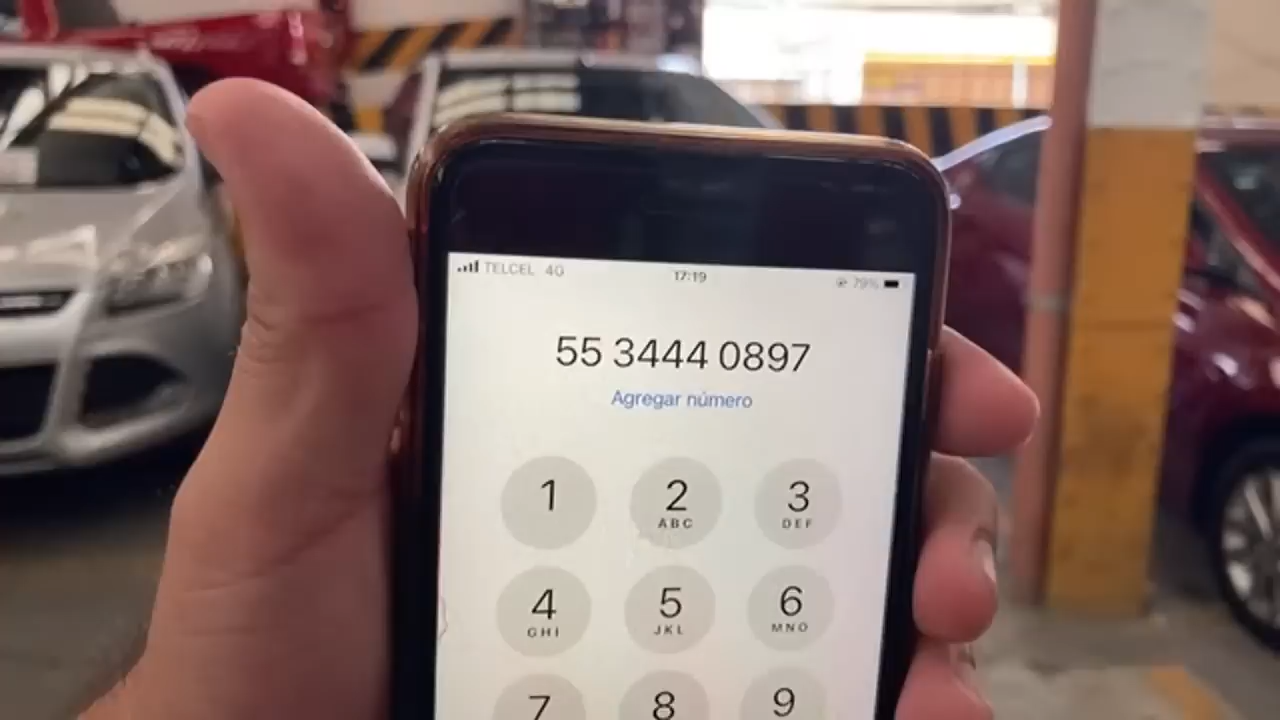 TELCEL 4G 17:19 79%
55 3444 0897
Agregar número
1 2 3
ABC DEF
4 5 6
GHI JKL MNO
7 8 9